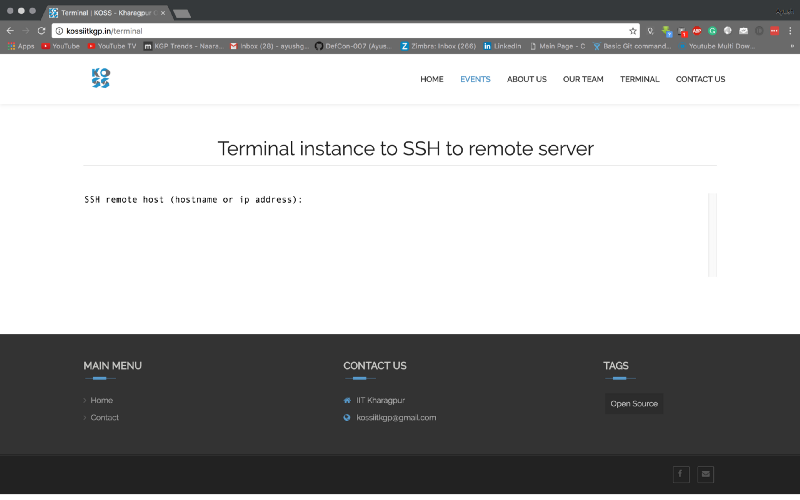 Terminal | KOSS - Kharagpur
kossiitkgp.in/terminal
Apps YouTube YouTube TV KGP Trends - Naara... Inbox (28) - ayushg... DefCon-007 (Ayus... Zimbra: Inbox (266) LinkedIn Main Page - C Basic Git command... Youtube Multi Dow... »
KOSS
HOME EVENTS ABOUT US OUR TEAM TERMINAL CONTACT US
Terminal instance to SSH to remote server
SSH remote host (hostname or ip address):
MAIN MENU
Home
Contact
CONTACT US
IIT Kharagpur
kossiitkgp@gmail.com
TAGS
Open Source